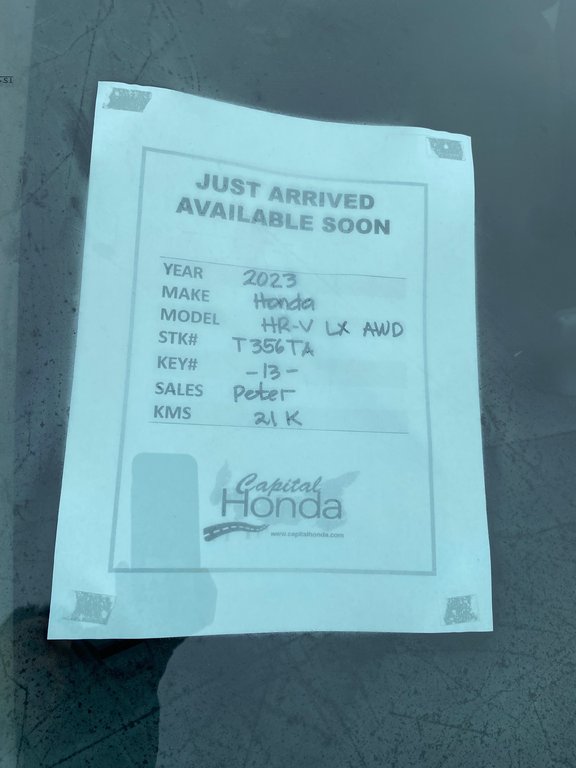 JUST ARRIVED
AVAILABLE SOON
YEAR 2023
MAKE Honda
MODEL HR-V LX AWD
STK# T356TA
KEY# -13-
SALES Peter
KMS 21 K
Capital
Honda
www.capitalhonda.com